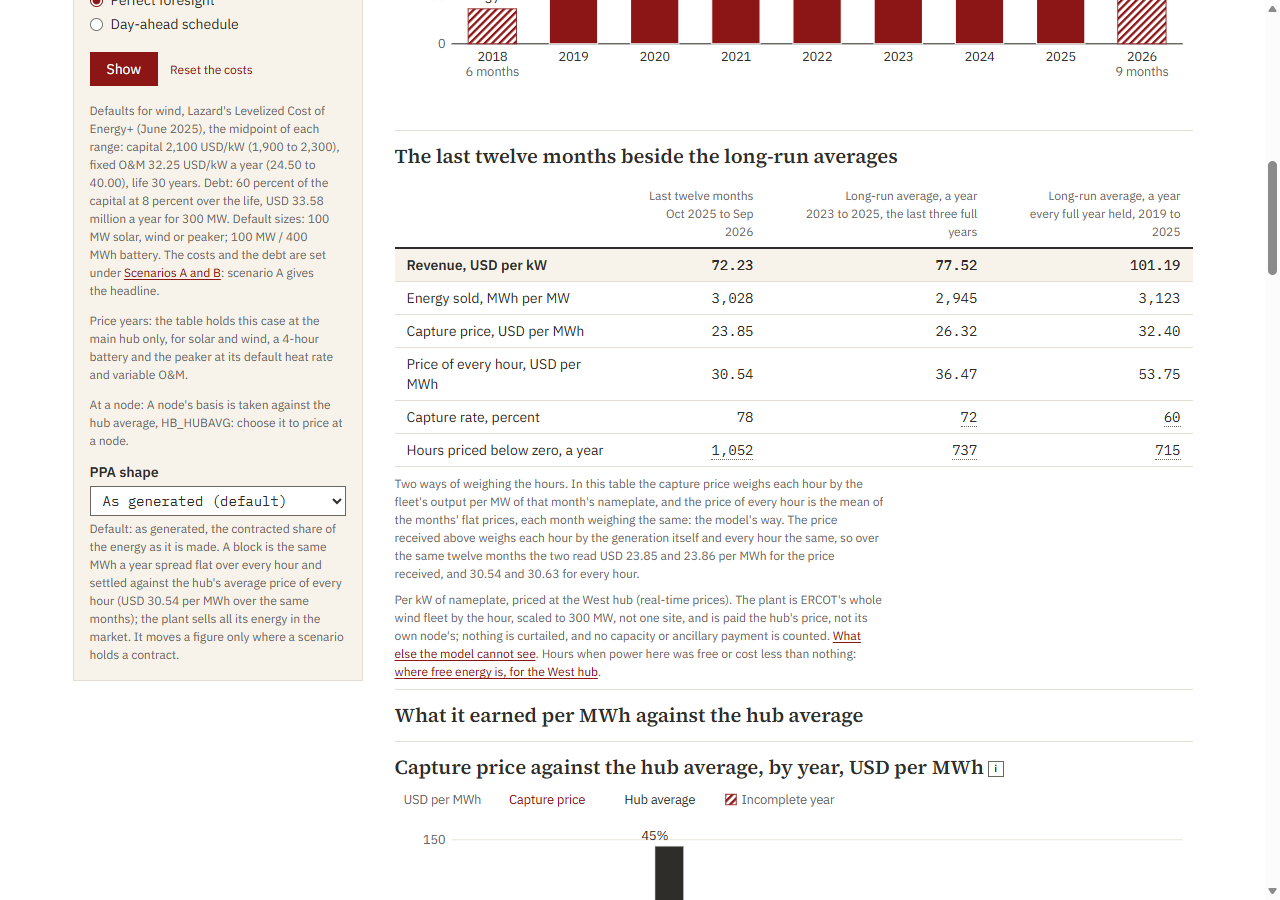 Perfect foresight
Day-ahead schedule
Show
Reset the costs
Defaults for wind, Lazard's Levelized Cost of
Energy+ (June 2025), the midpoint of each
range: capital 2,100 USD/kW (1,900 to 2,300),
fixed O&M 32.25 USD/kW a year (24.50 to
40.00), life 30 years. Debt: 60 percent of the
capital at 8 percent over the life, USD 33.58
million a year for 300 MW. Default sizes: 100
MW solar, wind or peaker; 100 MW / 400
MWh battery. The costs and the debt are set
under Scenarios A and B: scenario A gives
the headline.
Price years: the table holds this case at the
main hub only, for solar and wind, a 4-hour
battery and the peaker at its default heat rate
and variable O&M.
At a node: A node's basis is taken against the
hub average, HB_HUBAVG: choose it to price at
a node.
PPA shape
As generated (default)
Default: as generated, the contracted share of
the energy as it is made. A block is the same
MWh a year spread flat over every hour and
settled against the hub's average price of every
hour (USD 30.54 per MWh over the same
months); the plant sells all its energy in the
market. It moves a figure only where a scenario
holds a contract.
0
2018 2019 2020 2021 2022 2023 2024 2025 2026
6 months 9 months
The last twelve months beside the long-run averages
Last twelve months
Oct 2025 to Sep
2026
Long-run average, a year
2023 to 2025, the last three full
years
Long-run average, a year
every full year held, 2019 to
2025
Revenue, USD per kW 72.23 77.52 101.19
Energy sold, MWh per MW 3,028 2,945 3,123
Capture price, USD per MWh 23.85 26.32 32.40
Price of every hour, USD per
MWh 30.54 36.47 53.75
Capture rate, percent 78 72 60
Hours priced below zero, a year 1,052 737 715
Two ways of weighing the hours. In this table the capture price weighs each hour by the
fleet's output per MW of that month's nameplate, and the price of every hour is the mean of
the months' flat prices, each month weighing the same: the model's way. The price
received above weighs each hour by the generation itself and every hour the same, so over
the same twelve months the two read USD 23.85 and 23.86 per MWh for the price
received, and 30.54 and 30.63 for every hour.
Per kW of nameplate, priced at the West hub (real-time prices). The plant is ERCOT's whole
wind fleet by the hour, scaled to 300 MW, not one site, and is paid the hub's price, not its
own node's; nothing is curtailed, and no capacity or ancillary payment is counted. What
else the model cannot see. Hours when power here was free or cost less than nothing:
where free energy is, for the West hub.
What it earned per MWh against the hub average
Capture price against the hub average, by year, USD per MWh i
USD per MWh Capture price Hub average Incomplete year
45%
150